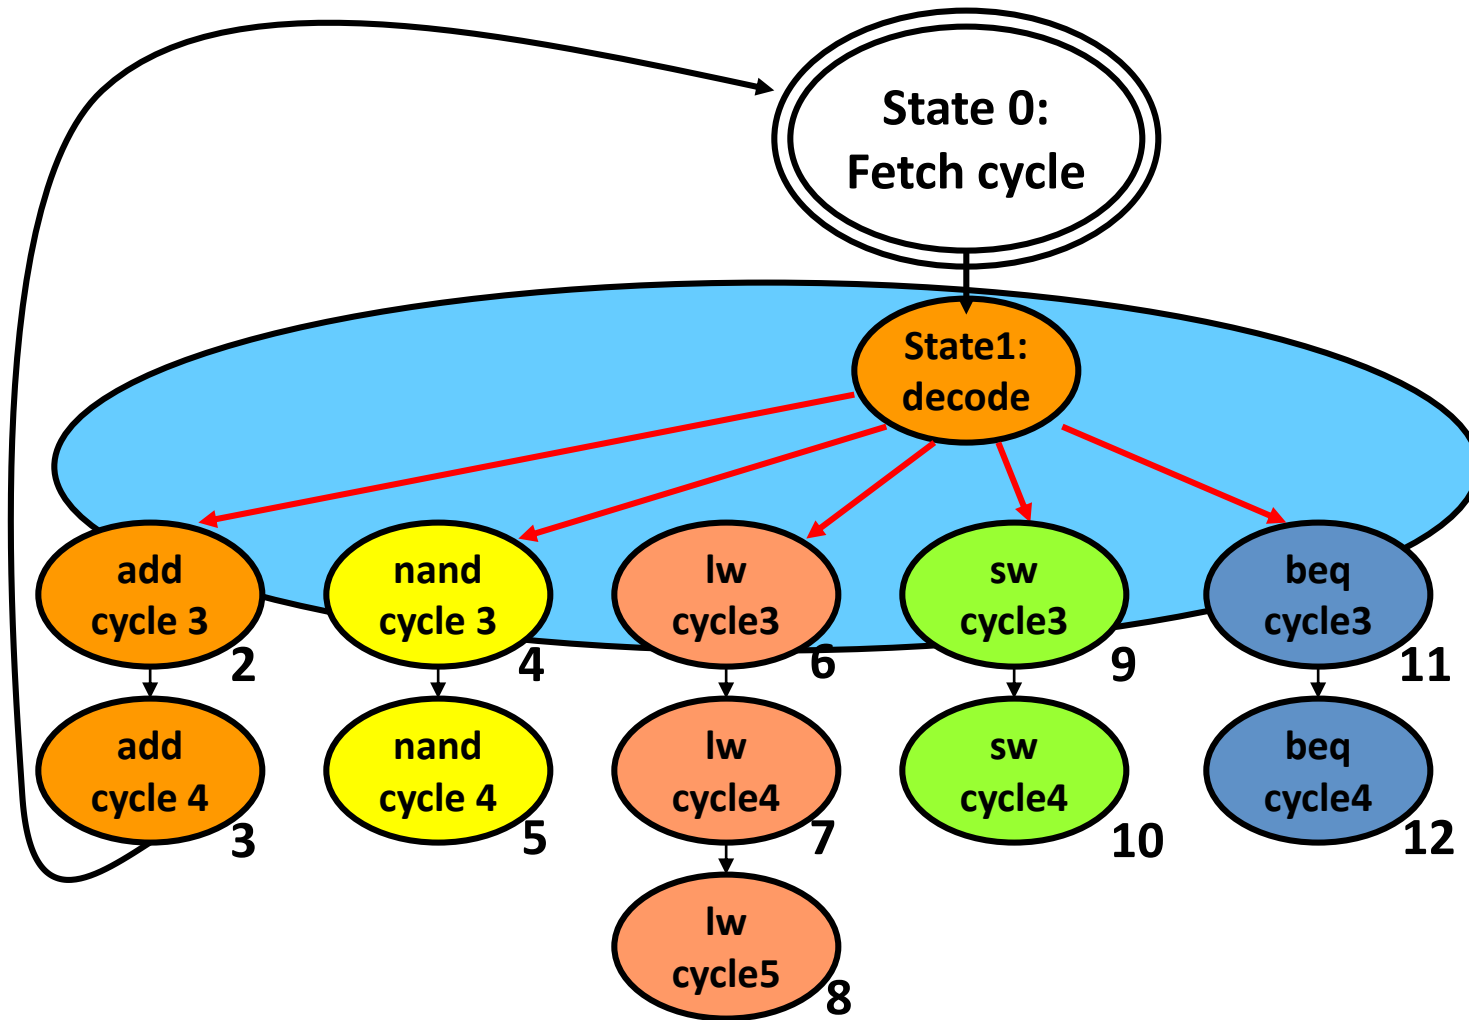 State 0:
Fetch cycle
State1:
decode
add
cycle 3
2
nand
cycle 3
4
lw
cycle3
6
sw
cycle3
9
beq
cycle3
11
add
cycle 4
3
nand
cycle 4
5
lw
cycle4
7
sw
cycle4
10
beq
cycle4
12
lw
cycle5
8